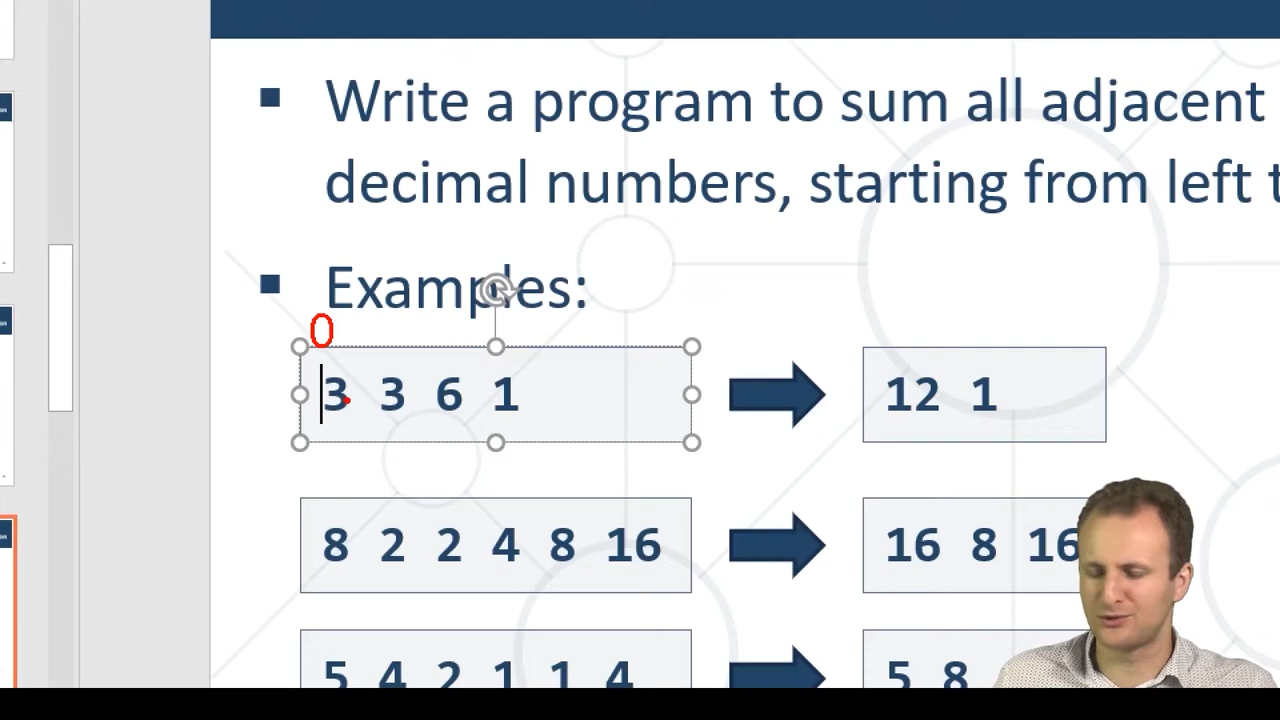 Write a program to sum all adjacent
decimal numbers, starting from left
Examples:
0
3 3 6 1
12 1
8 2 2 4 8 16
16 8 16
5 4 2 1 1 4
5 8